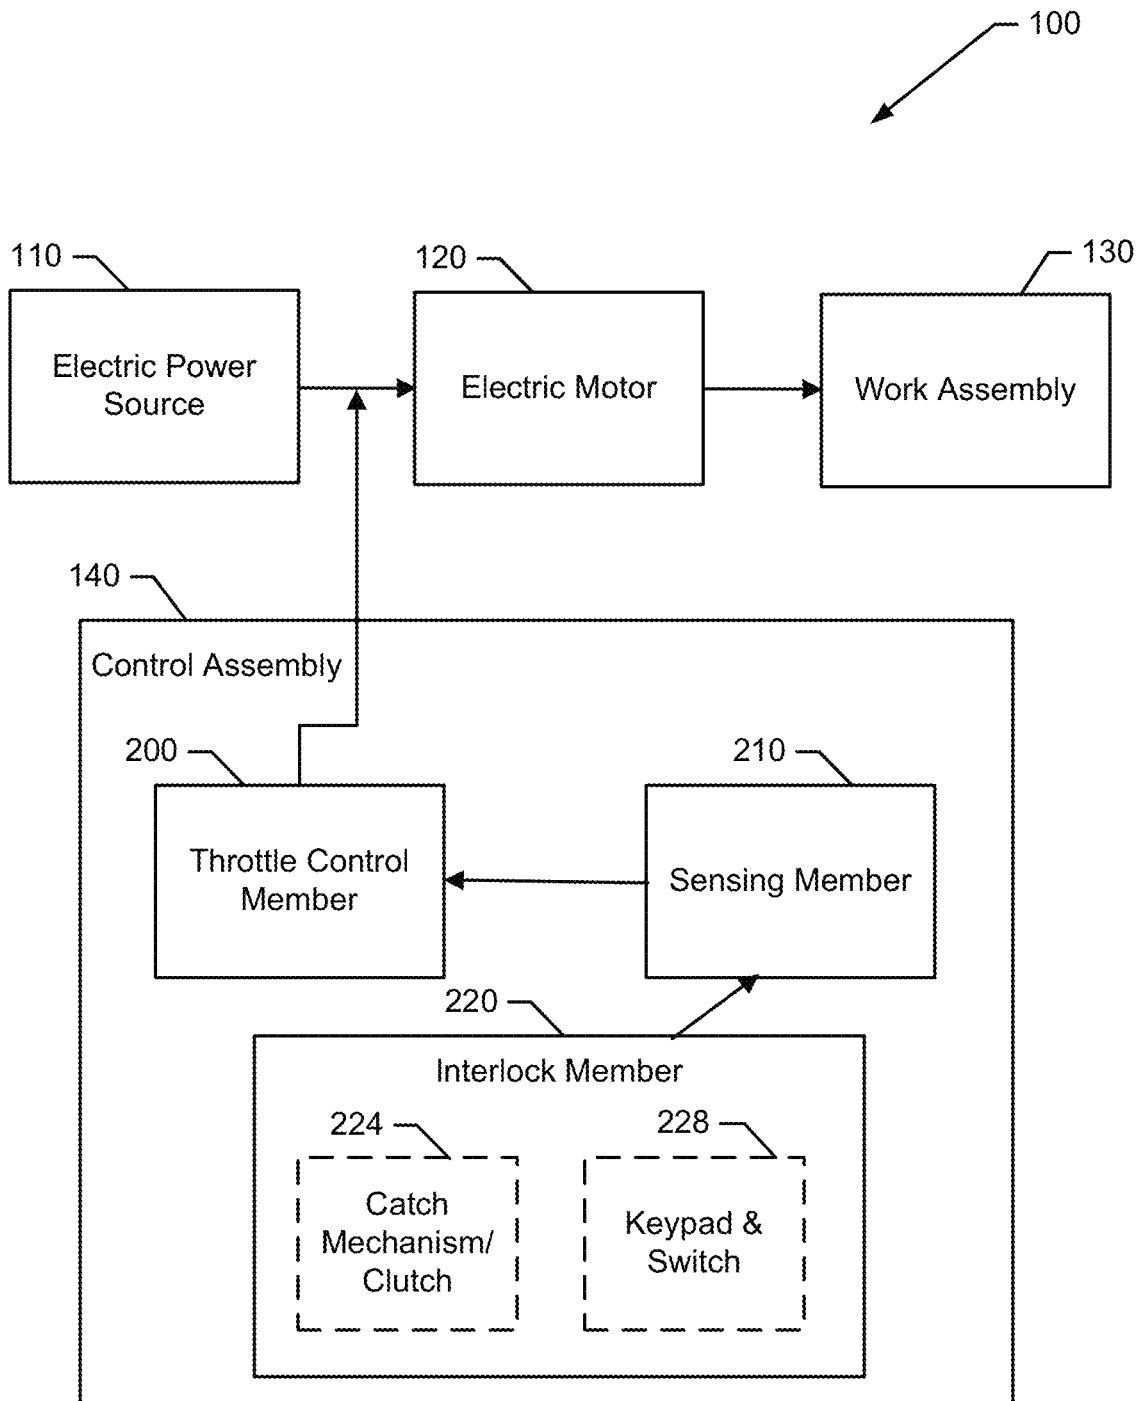 100
110
120
130
Electric Power
Source
Electric Motor
Work Assembly
140
Control Assembly
200
210
Throttle Control
Member
Sensing Member
220
Interlock Member
224
228
Catch
Mechanism/
Clutch
Keypad &
Switch